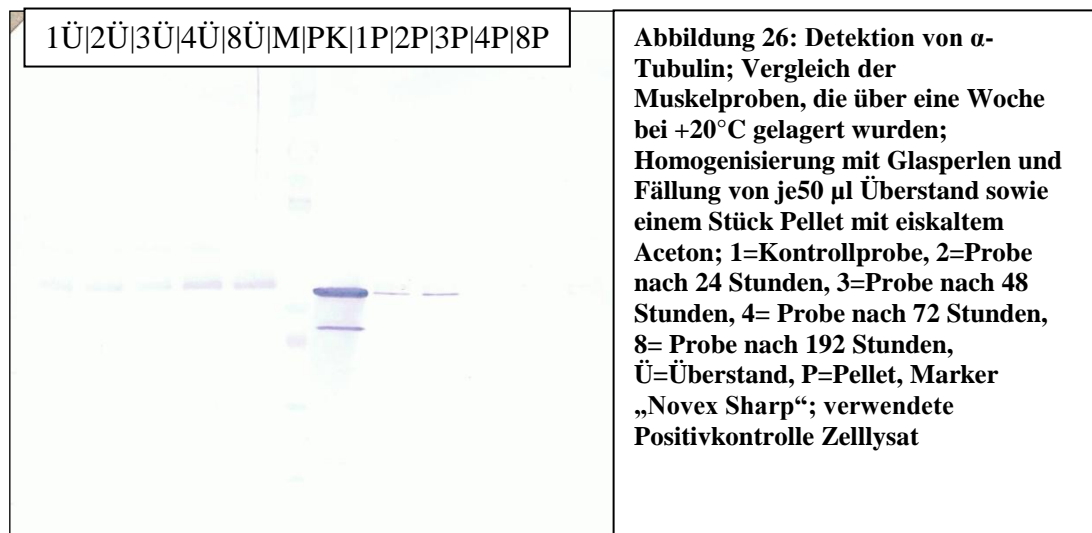 1Ü|2Ü|3Ü|4Ü|8Ü|M|PK|1P|2P|3P|4P|8P
Abbildung 26: Detektion von α-
Tubulin; Vergleich der
Muskelproben, die über eine Woche
bei +20°C gelagert wurden;
Homogenisierung mit Glasperlen und
Fällung von je50 µl Überstand sowie
einem Stück Pellet mit eiskaltem
Aceton; 1=Kontrollprobe, 2=Probe
nach 24 Stunden, 3=Probe nach 48
Stunden, 4= Probe nach 72 Stunden,
8= Probe nach 192 Stunden,
Ü=Überstand, P=Pellet, Marker
„Novex Sharp“; verwendete
Positivkontrolle Zelllysat